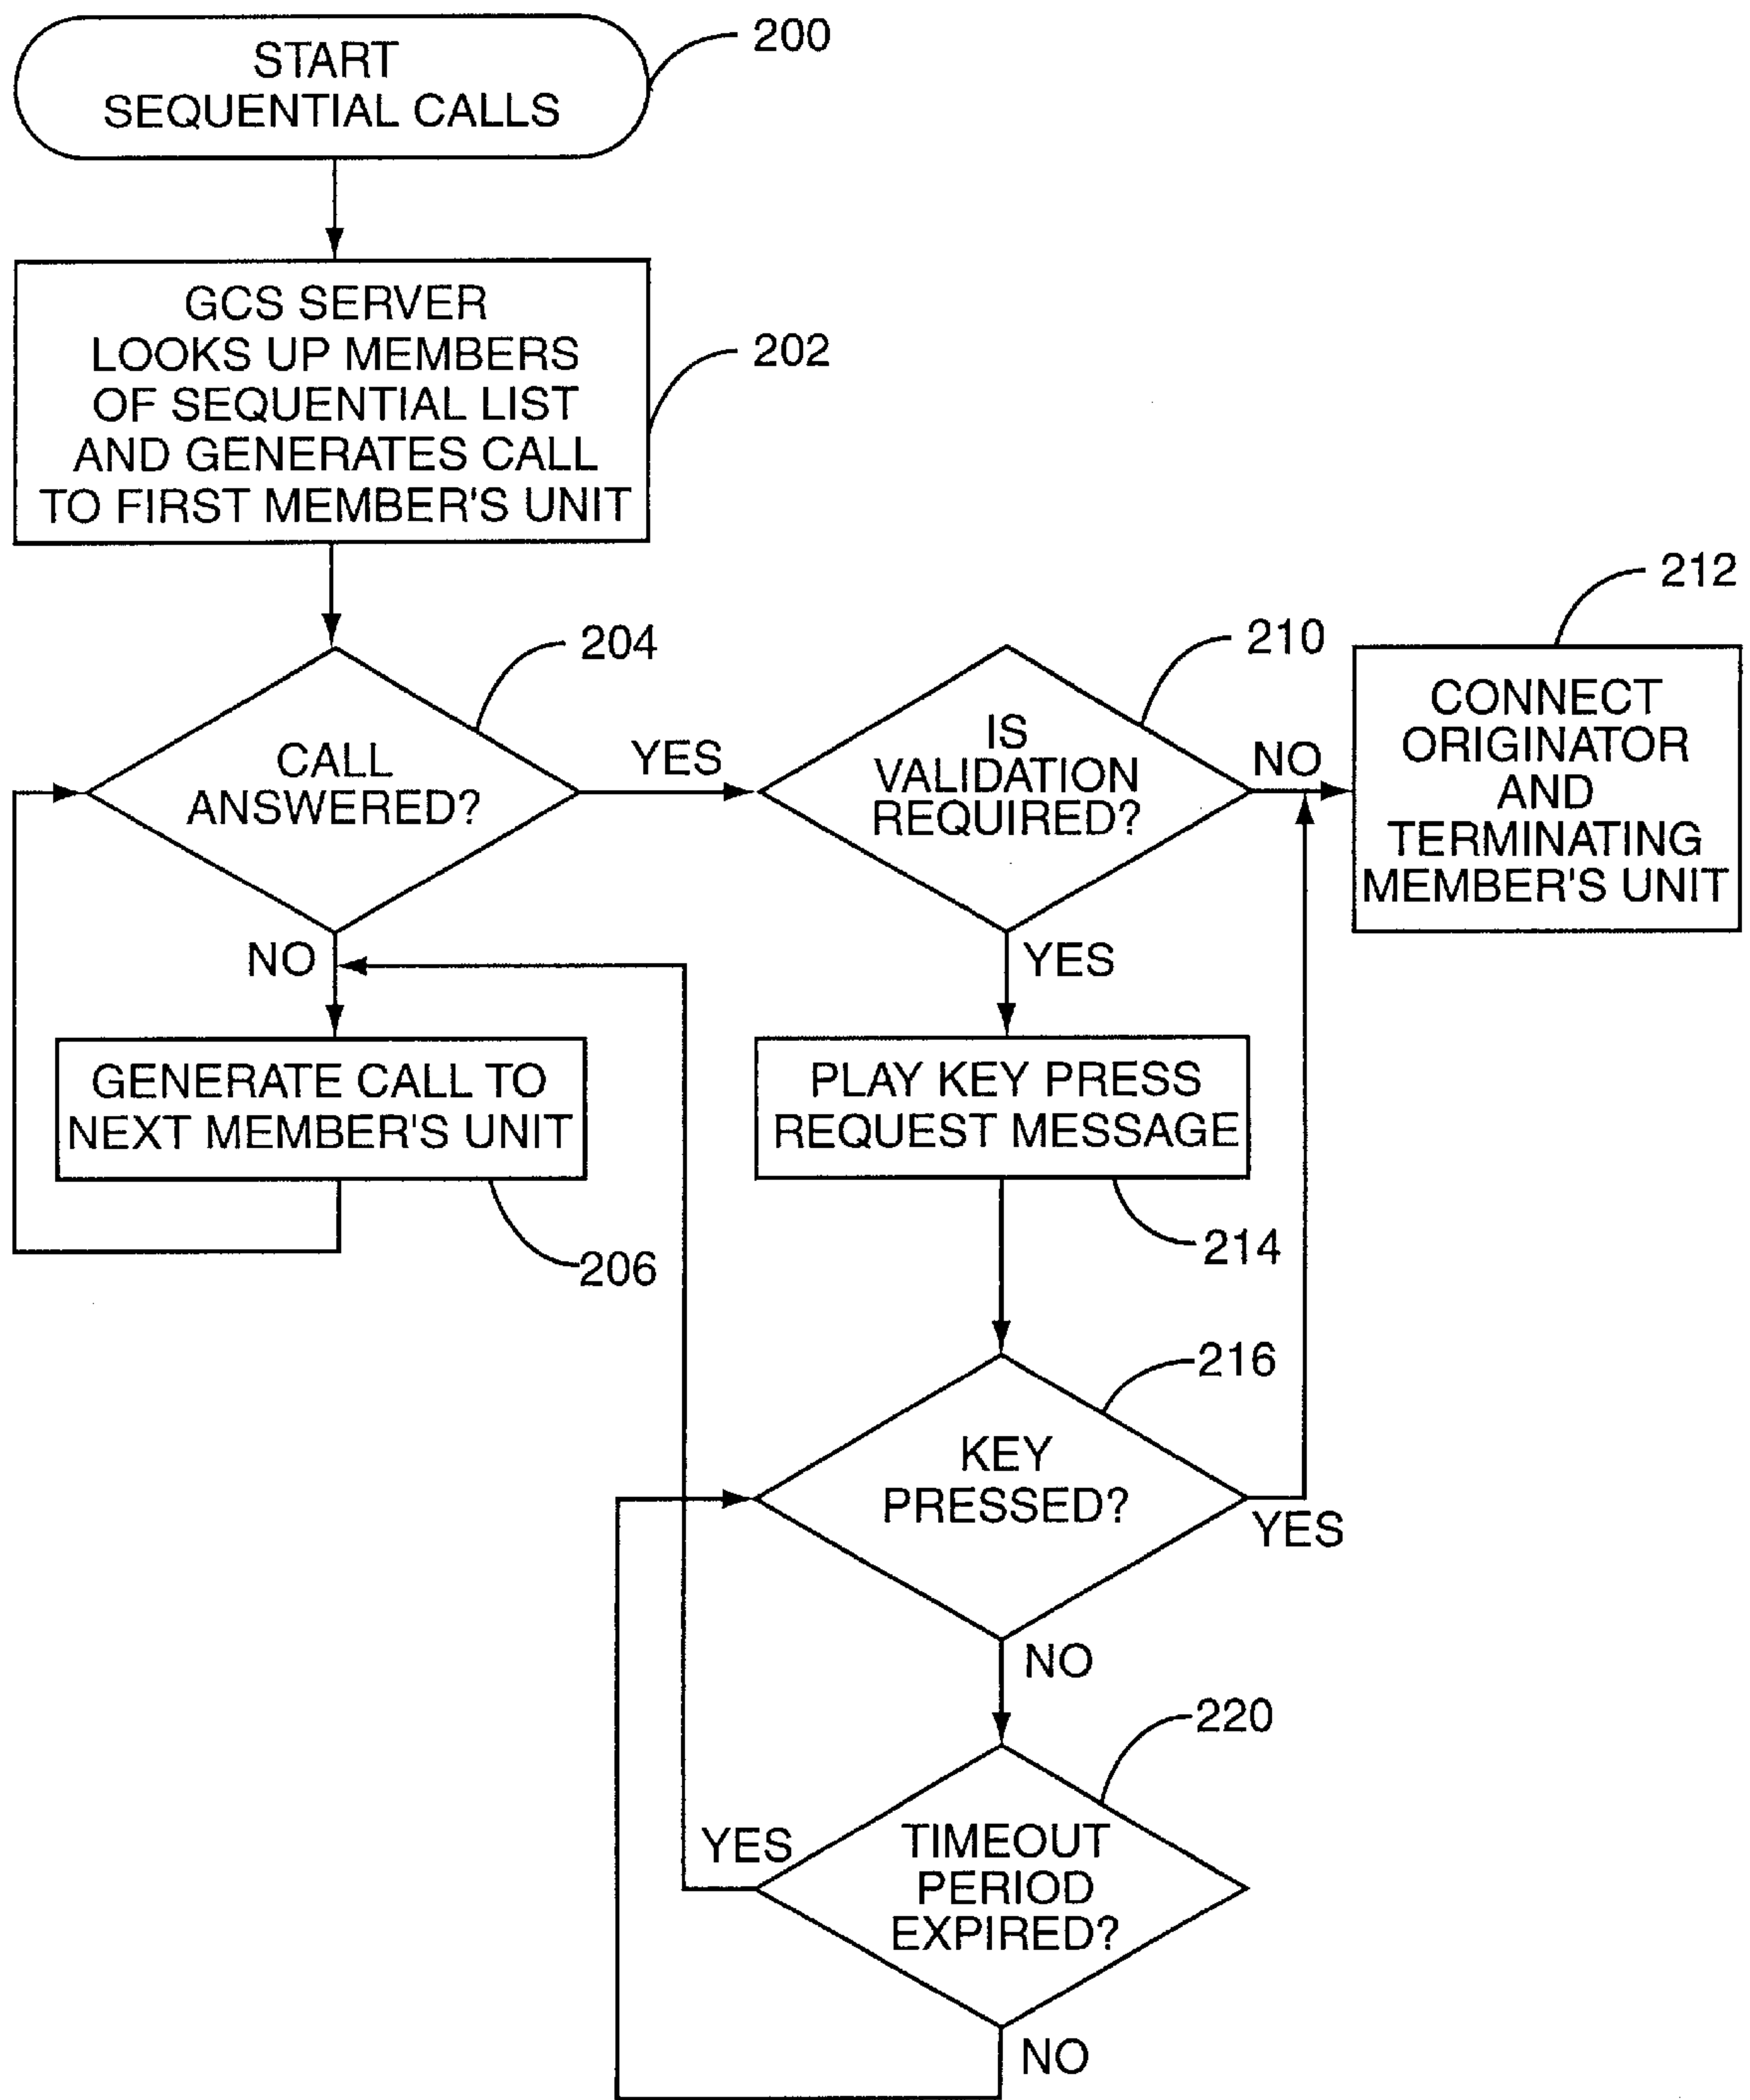 START
SEQUENTIAL CALLS
200
GCS SERVER
LOOKS UP MEMBERS
OF SEQUENTIAL LIST
AND GENERATES CALL
TO FIRST MEMBER'S UNIT
202
CALL
ANSWERED?
204
YES
NO
IS
VALIDATION
REQUIRED?
210
NO
YES
CONNECT
ORIGINATOR
AND
TERMINATING
MEMBER'S UNIT
212
GENERATE CALL TO
NEXT MEMBER'S UNIT
206
PLAY KEY PRESS
REQUEST MESSAGE
214
KEY
PRESSED?
216
YES
NO
TIMEOUT
PERIOD
EXPIRED?
220
YES
NO